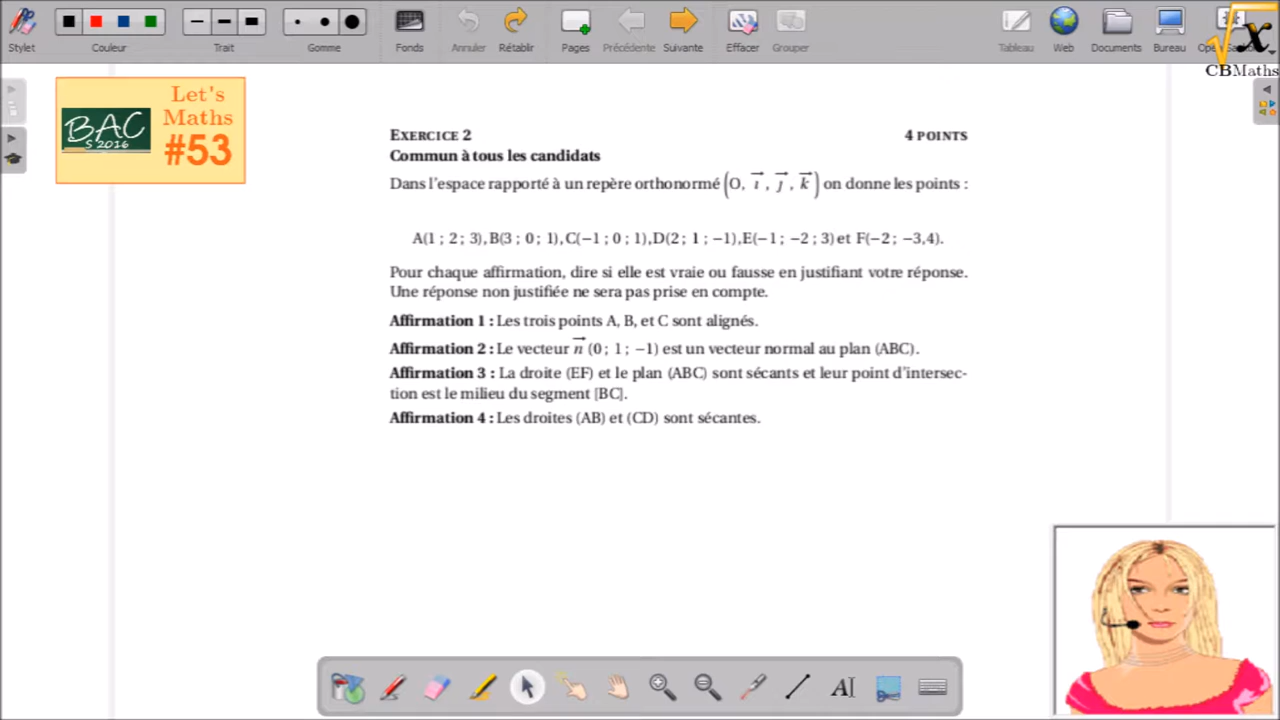 Stylet
Couleur
Trait
Gomme
Fonds
Annuler
Rétablir
Pages
Précédente
Suivante
Effacer
Grouper
Tableau
Web
Documents
Bureau
CBMaths
BAC
S 2016
Let's
Maths
#53
EXERCICE 2 4 POINTS
Commun à tous les candidats
Dans l'espace rapporté à un repère orthonormé (O, i⃗, j⃗, k⃗) on donne les points :
A(1 ; 2 ; 3),B(3 ; 0 ; 1),C(−1 ; 0 ; 1),D(2 ; 1 ; −1),E(−1 ; −2 ; 3) et F(−2 ; −3,4).
Pour chaque affirmation, dire si elle est vraie ou fausse en justifiant votre réponse.
Une réponse non justifiée ne sera pas prise en compte.
Affirmation 1 : Les trois points A, B, et C sont alignés.
Affirmation 2 : Le vecteur n⃗ (0 ; 1 ; −1) est un vecteur normal au plan (ABC).
Affirmation 3 : La droite (EF) et le plan (ABC) sont sécants et leur point d'intersec-
tion est le milieu du segment [BC].
Affirmation 4 : Les droites (AB) et (CD) sont sécantes.